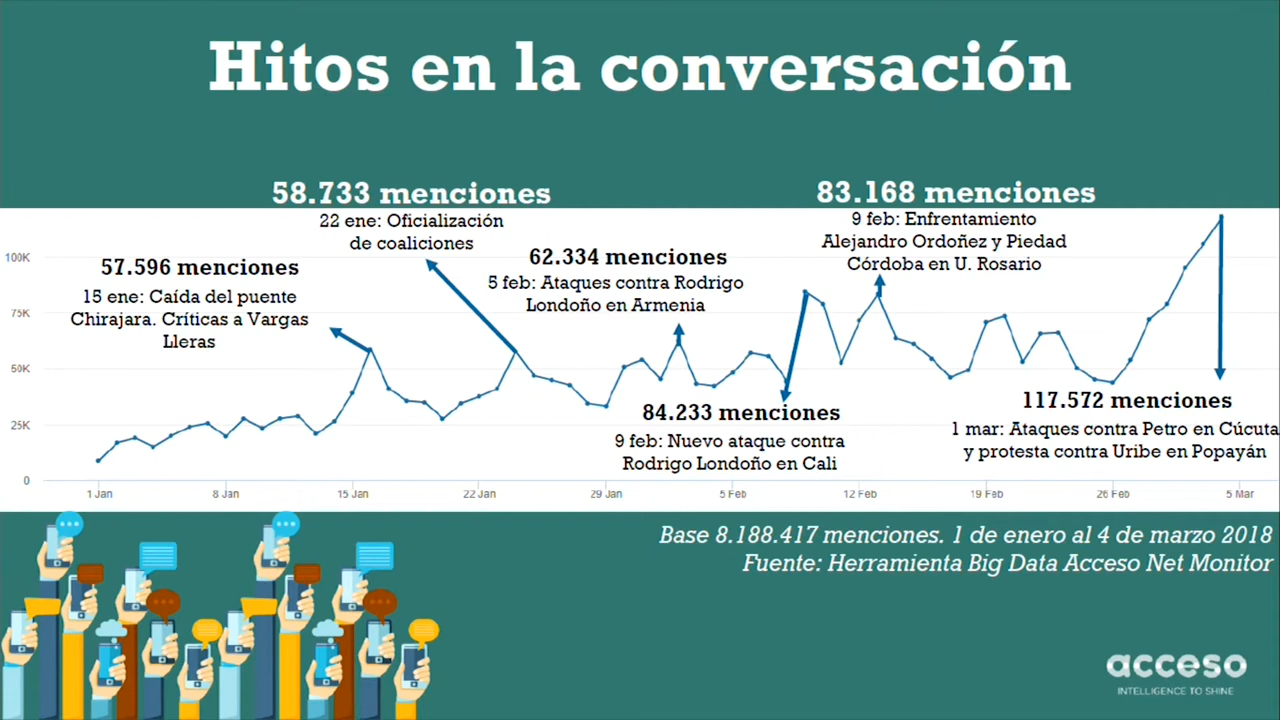 Hitos en la conversación
58.733 menciones
22 ene: Oficialización
de coaliciones
83.168 menciones
9 feb: Enfrentamiento
Alejandro Ordoñez y Piedad
Córdoba en U. Rosario
57.596 menciones
15 ene: Caída del puente
Chirajara. Críticas a Vargas
Lleras
62.334 menciones
5 feb: Ataques contra Rodrigo
Londoño en Armenia
84.233 menciones
9 feb: Nuevo ataque contra
Rodrigo Londoño en Cali
117.572 menciones
1 mar: Ataques contra Petro en Cúcuta
y protesta contra Uribe en Popayán
100K
75K
50K
25K
0
1 Jan 8 Jan 15 Jan 22 Jan 29 Jan 5 Feb 12 Feb 19 Feb 26 Feb 5 Mar
Base 8.188.417 menciones. 1 de enero al 4 de marzo 2018
Fuente: Herramienta Big Data Acceso Net Monitor
acceso
INTELLIGENCE TO SHINE